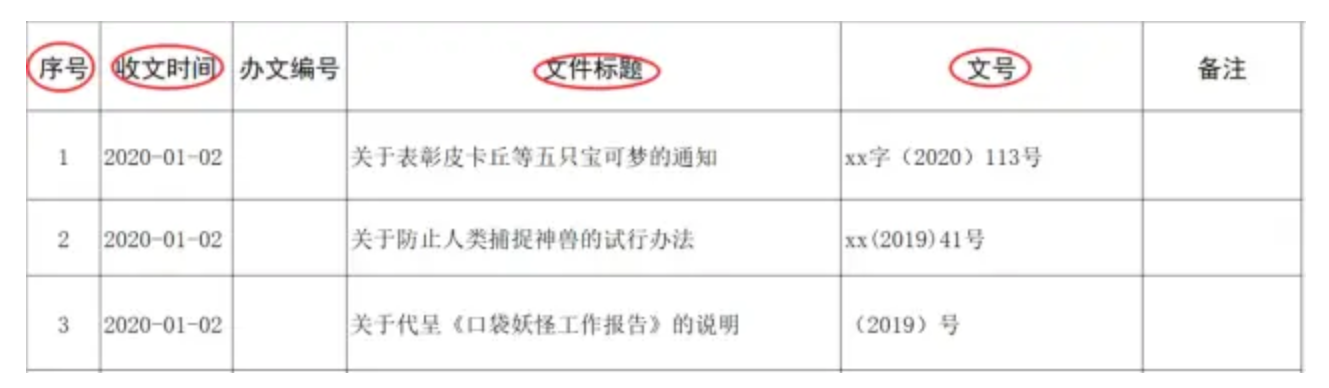 序号 收文时间 办文编号 文件标题 文号 备注
1 2020-01-02 关于表彰皮卡丘等五只宝可梦的通知 xx字（2020）113号
2 2020-01-02 关于防止人类捕捉神兽的试行办法 xx(2019)41号
3 2020-01-02 关于代呈《口袋妖怪工作报告》的说明 （2019）号